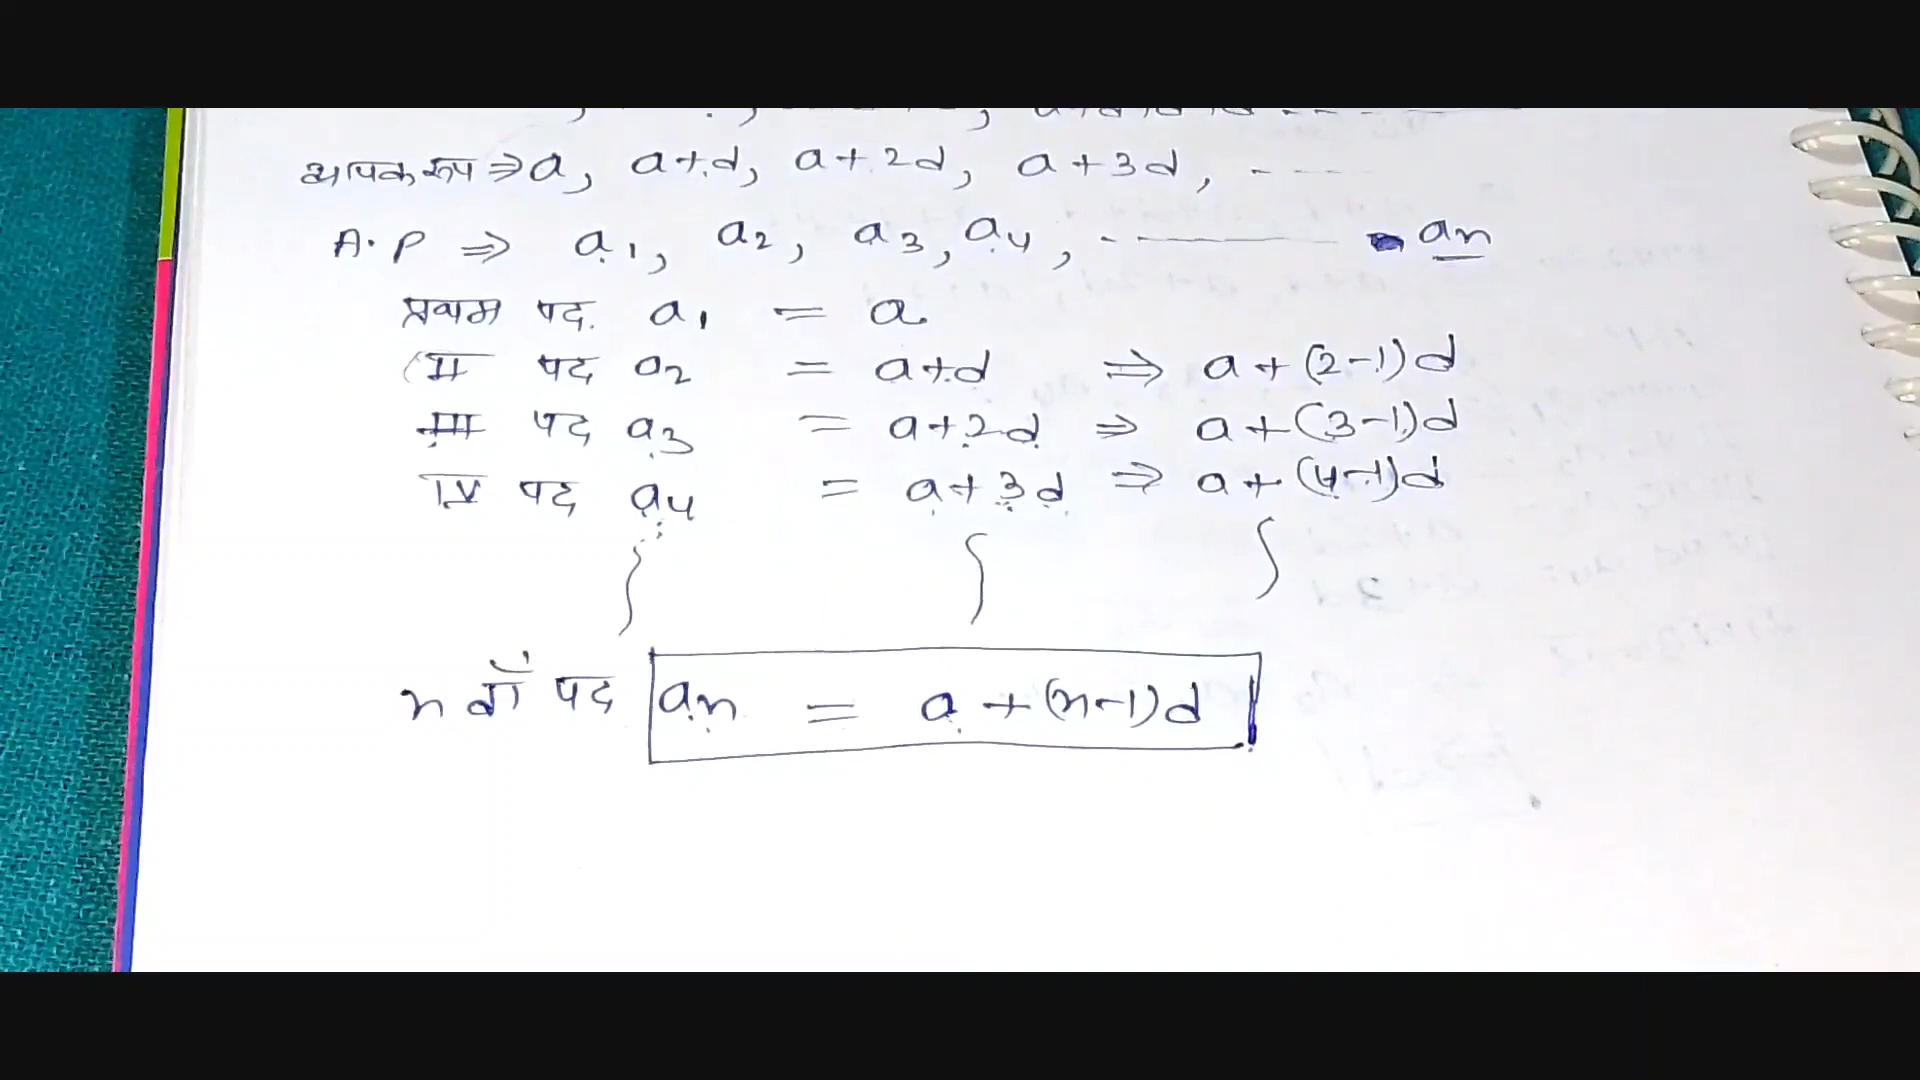 व्यापक रूप ⇒ a, a+d, a+2d, a+3d, ----
A.P ⇒ a1, a2, a3, a4, ---- an
प्रथम पद a1 = a
II पद a2 = a+d ⇒ a+(2-1)d
III पद a3 = a+2d ⇒ a+(3-1)d
IV पद a4 = a+3d ⇒ a+(4-1)d
n वाँ पद an = a+(n-1)d